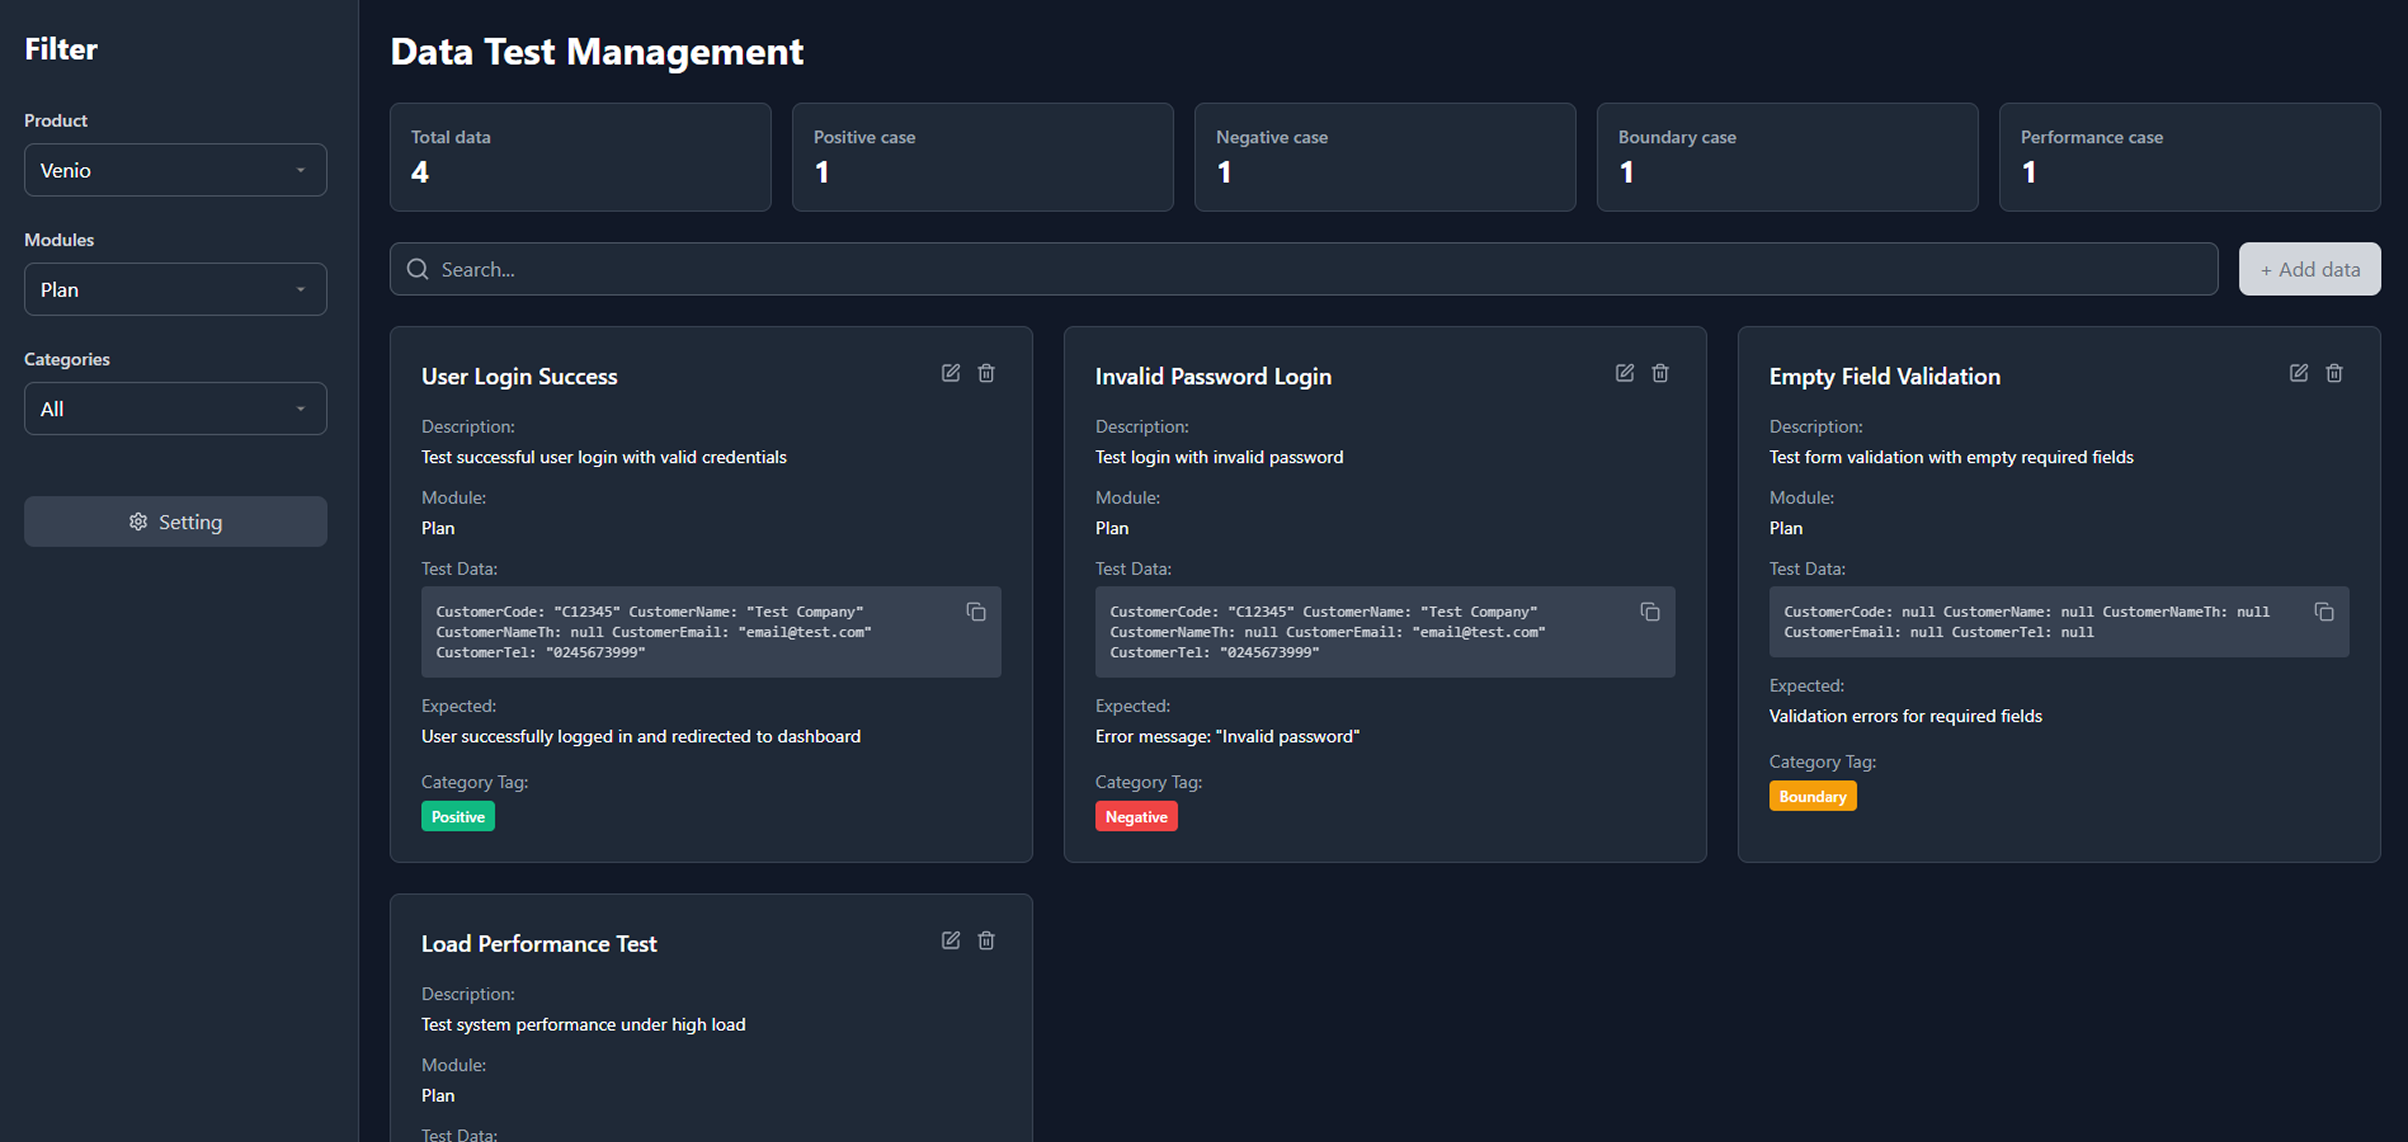 Filter
Product
Venio
Modules
Plan
Categories
All
Setting
Data Test Management
Total data
4
Positive case
1
Negative case
1
Boundary case
1
Performance case
1
Search...
+ Add data
User Login Success
Description:
Test successful user login with valid credentials
Module:
Plan
Test Data:
CustomerCode: "C12345" CustomerName: "Test Company"
CustomerNameTh: null CustomerEmail: "email@test.com"
CustomerTel: "0245673999"
Expected:
User successfully logged in and redirected to dashboard
Category Tag:
Positive
Invalid Password Login
Description:
Test login with invalid password
Module:
Plan
Test Data:
CustomerCode: "C12345" CustomerName: "Test Company"
CustomerNameTh: null CustomerEmail: "email@test.com"
CustomerTel: "0245673999"
Expected:
Error message: "Invalid password"
Category Tag:
Negative
Empty Field Validation
Description:
Test form validation with empty required fields
Module:
Plan
Test Data:
CustomerCode: null CustomerName: null CustomerNameTh: null
CustomerEmail: null CustomerTel: null
Expected:
Validation errors for required fields
Category Tag:
Boundary
Load Performance Test
Description:
Test system performance under high load
Module:
Plan
Test Data: